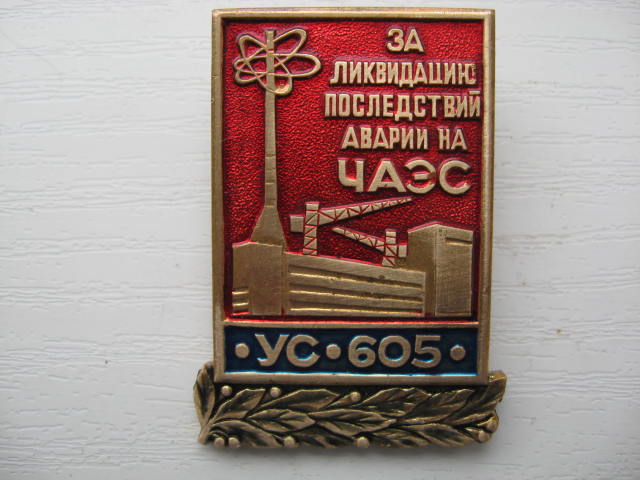 ЗА
ЛИКВИДАЦИЮ
ПОСЛЕДСТВИЙ
АВАРИИ НА
ЧАЭС
• УС • 605 •